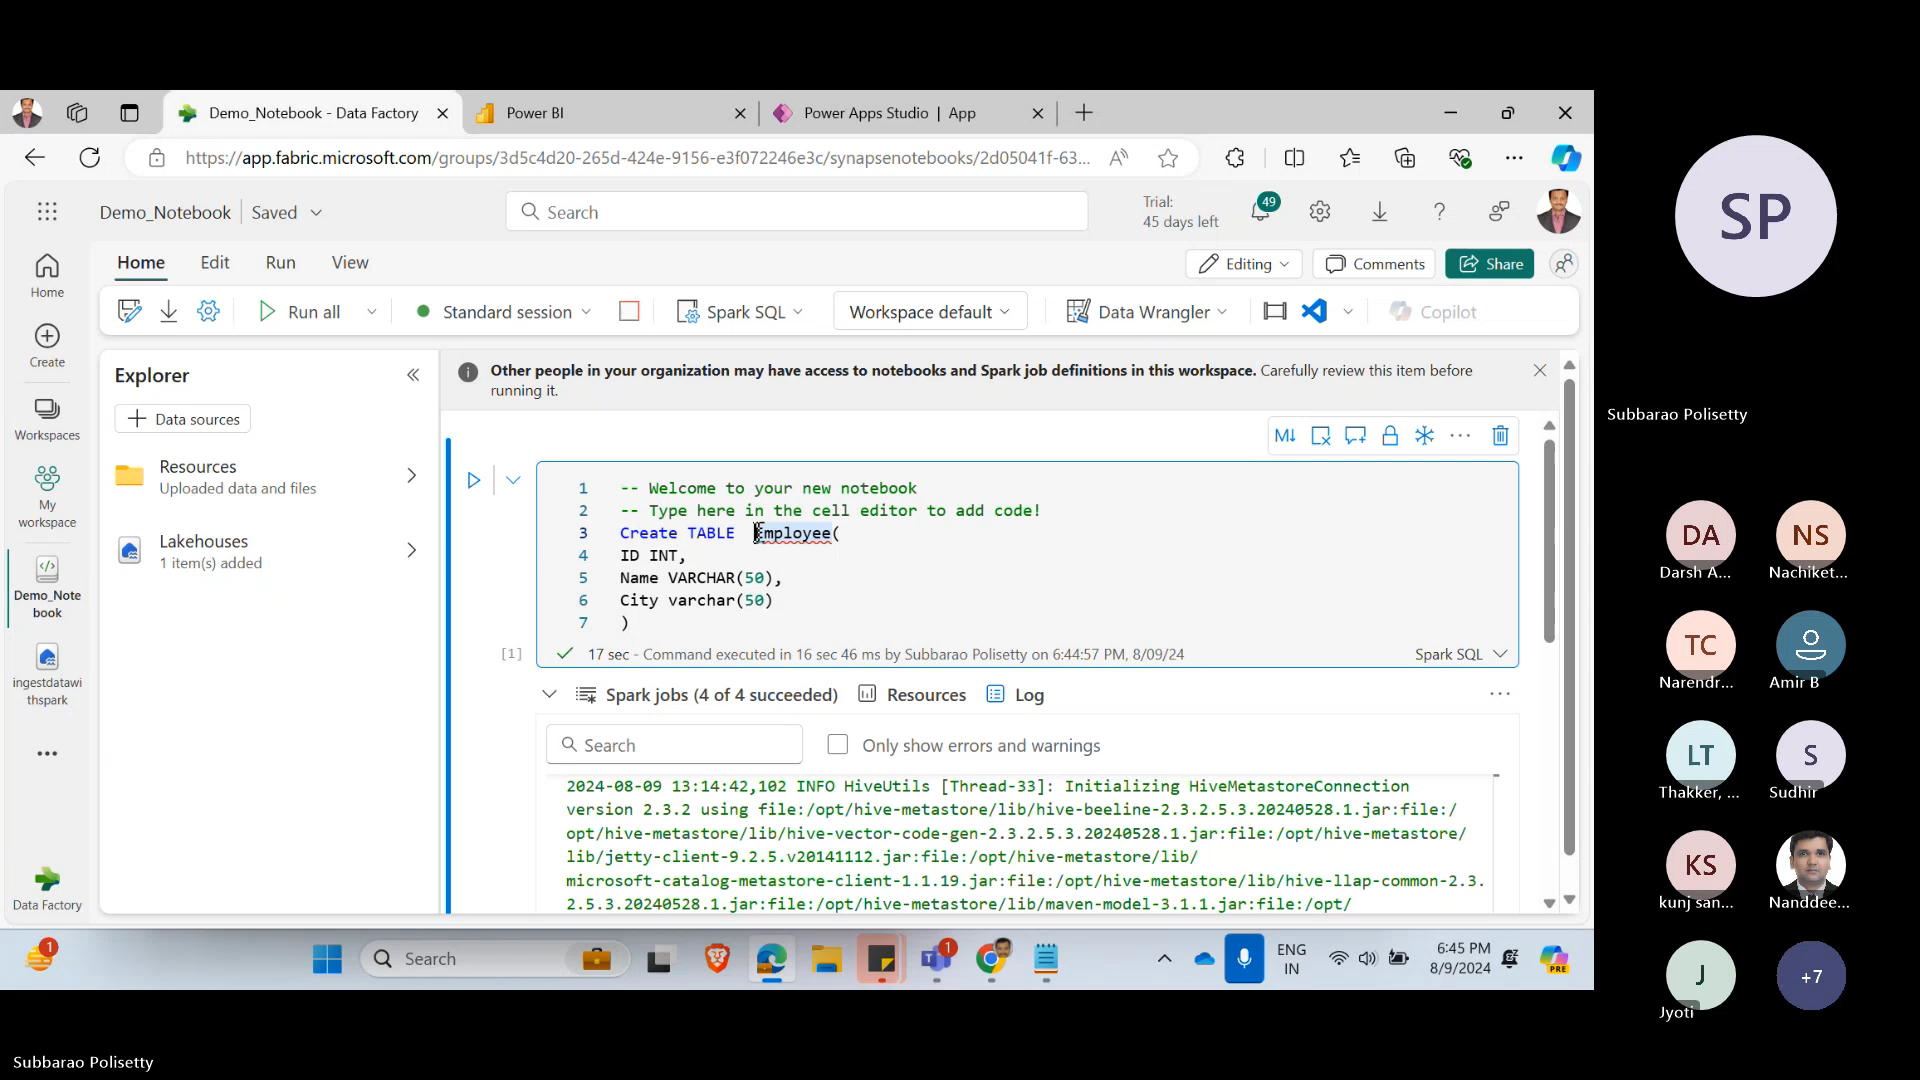 Demo_Notebook - Data Factory
Power BI
Power Apps Studio | App
https://app.fabric.microsoft.com/groups/3d5c4d20-265d-424e-9156-e3f072246e3c/synapsenotebooks/2d05041f-63...
Demo_Notebook
Saved
Search
Trial:
45 days left
49
Home
Edit
Run
View
Editing
Comments
Share
Run all
Standard session
Spark SQL
Workspace default
Data Wrangler
Copilot
Home
Create
Workspaces
My
workspace
Demo_Note
book
ingestdatawi
thspark
Data Factory
Explorer
Data sources
Resources
Uploaded data and files
Lakehouses
1 item(s) added
Other people in your organization may have access to notebooks and Spark job definitions in this workspace. Carefully review this item before
running it.
M↓
1 -- Welcome to your new notebook
2 -- Type here in the cell editor to add code!
3 Create TABLE Employee(
4 ID INT,
5 Name VARCHAR(50),
6 City varchar(50)
7 )
[1]
17 sec - Command executed in 16 sec 46 ms by Subbarao Polisetty on 6:44:57 PM, 8/09/24
Spark SQL
Spark jobs (4 of 4 succeeded)
Resources
Log
Search
Only show errors and warnings
2024-08-09 13:14:42,102 INFO HiveUtils [Thread-33]: Initializing HiveMetastoreConnection
version 2.3.2 using file:/opt/hive-metastore/lib/hive-beeline-2.3.2.5.3.20240528.1.jar:file:/
opt/hive-metastore/lib/hive-vector-code-gen-2.3.2.5.3.20240528.1.jar:file:/opt/hive-metastore/
lib/jetty-client-9.2.5.v20141112.jar:file:/opt/hive-metastore/lib/
microsoft-catalog-metastore-client-1.1.19.jar:file:/opt/hive-metastore/lib/hive-llap-common-2.3.
2.5.3.20240528.1.jar:file:/opt/hive-metastore/lib/maven-model-3.1.1.jar:file:/opt/
1
Search
1
ENG
IN
6:45 PM
8/9/2024
PRE
SP
Subbarao Polisetty
DA
Darsh A...
NS
Nachiket...
TC
Narendr...
Amir B
LT
Thakker, ...
S
Sudhir
KS
kunj san...
Nanddee...
J
Jyoti
+7
Subbarao Polisetty